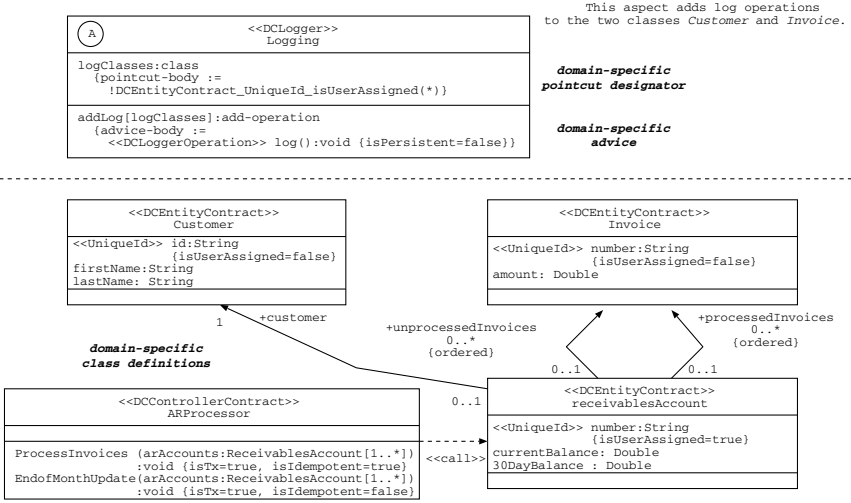 This aspect adds log operations
to the two classes Customer and Invoice.
A
<<DCLogger>>
Logging
logClasses:class
{pointcut-body :=
!DCEntityContract_UniqueId_isUserAssigned(*)}
domain-specific
pointcut designator
addLog[logClasses]:add-operation
{advice-body :=
<<DCLoggerOperation>> log():void {isPersistent=false}}
domain-specific
advice
<<DCEntityContract>>
Customer
<<UniqueId>> id:String
{isUserAssigned=false}
firstName:String
lastName: String
<<DCEntityContract>>
Invoice
<<UniqueId>> number:String
{isUserAssigned=false}
amount: Double
1
+customer
+unprocessedInvoices
0..*
{ordered}
+processedInvoices
0..*
{ordered}
domain-specific
class definitions
0..1
0..1
0..1
<<DCControllerContract>>
ARProcessor
ProcessInvoices (arAccounts:ReceivablesAccount[1..*])
:void {isTx=true, isIdempotent=true}
EndofMonthUpdate(arAccounts:ReceivablesAccount[1..*])
:void {isTx=true, isIdempotent=false}
<<call>>
<<DCEntityContract>>
receivablesAccount
<<UniqueId>> number:String
{isUserAssigned=true}
currentBalance: Double
30DayBalance : Double